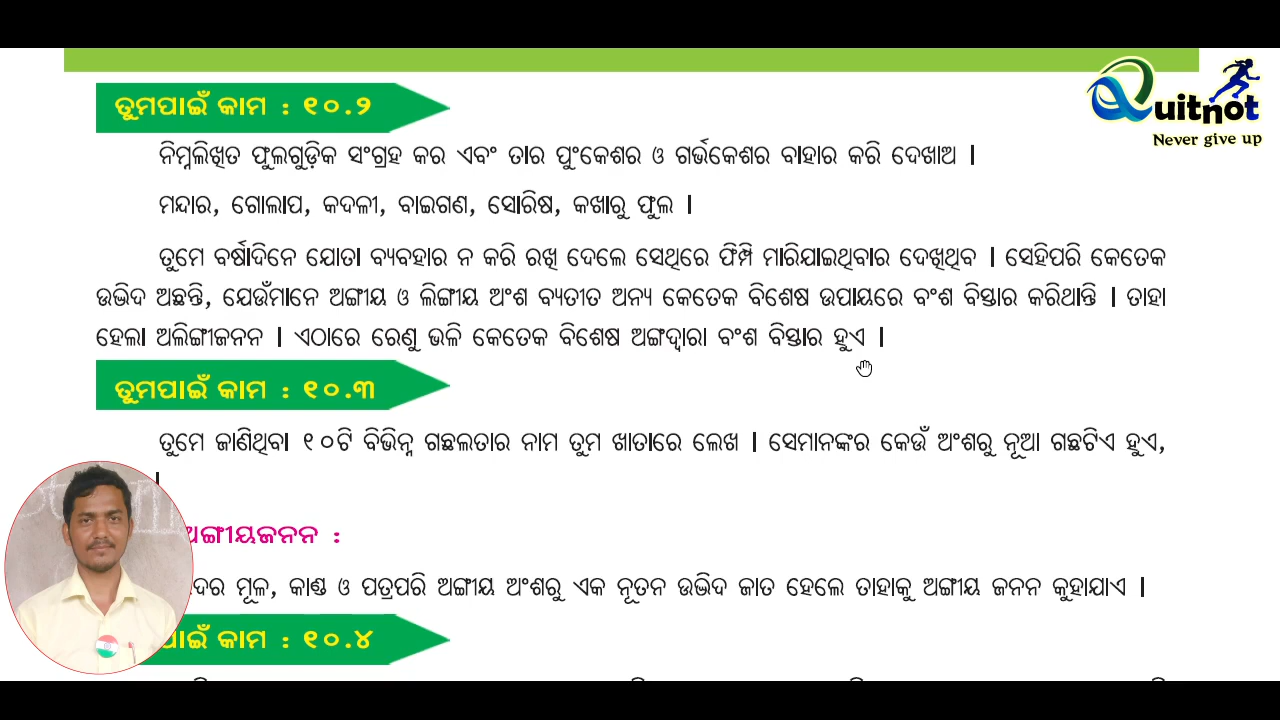 ତୁମପାଇଁ କାମ : ୧୦.୨
uitnot
Never give up
ନିମ୍ନଲିଖିତ ଫୁଲଗୁଡ଼ିକ ସଂଗ୍ରହ କର ଏବଂ ତାର ପୁଂକେଶର ଓ ଗର୍ଭକେଶର ବାହାର କରି ଦେଖାଅ ।
ମନ୍ଦାର, ଗୋଲାପ, କଦଳୀ, ବାଇଗଣ, ସୋରିଷ, କଖାରୁ ଫୁଲ ।
ତୁମେ ବର୍ଷାଦିନେ ଯୋତା ବ୍ୟବହାର ନ କରି ରଖି ଦେଲେ ସେଥିରେ ଫିମ୍ପି ମାରିଯାଇଥିବାର ଦେଖିଥିବ । ସେହିପରି କେତେକ
ଉଦ୍ଭିଦ ଅଛନ୍ତି, ଯେଉଁମାନେ ଅଙ୍ଗୀୟ ଓ ଲିଙ୍ଗୀୟ ଅଂଶ ବ୍ୟତୀତ ଅନ୍ୟ କେତେକ ବିଶେଷ ଉପାୟରେ ବଂଶ ବିସ୍ତାର କରିଥାନ୍ତି । ତାହା
ହେଲା ଅଲିଙ୍ଗୀଜନନ । ଏଠାରେ ରେଣୁ ଭଳି କେତେକ ବିଶେଷ ଅଙ୍ଗଦ୍ୱାରା ବଂଶ ବିସ୍ତାର ହୁଏ ।
ତୁମପାଇଁ କାମ : ୧୦.୩
ତୁମେ ଜାଣିଥିବା ୧୦ଟି ବିଭିନ୍ନ ଗଛଲତାର ନାମ ତୁମ ଖାତାରେ ଲେଖ । ସେମାନଙ୍କର କେଉଁ ଅଂଶରୁ ନୂଆ ଗଛଟିଏ ହୁଏ,
।
ଅଙ୍ଗୀୟଜନନ :
ଦର ମୂଳ, କାଣ୍ଡ ଓ ପତ୍ରପରି ଅଙ୍ଗୀୟ ଅଂଶରୁ ଏକ ନୂତନ ଉଦ୍ଭିଦ ଜାତ ହେଲେ ତାହାକୁ ଅଙ୍ଗୀୟ ଜନନ କୁହାଯାଏ ।
ପାଇଁ କାମ : ୧୦.୪